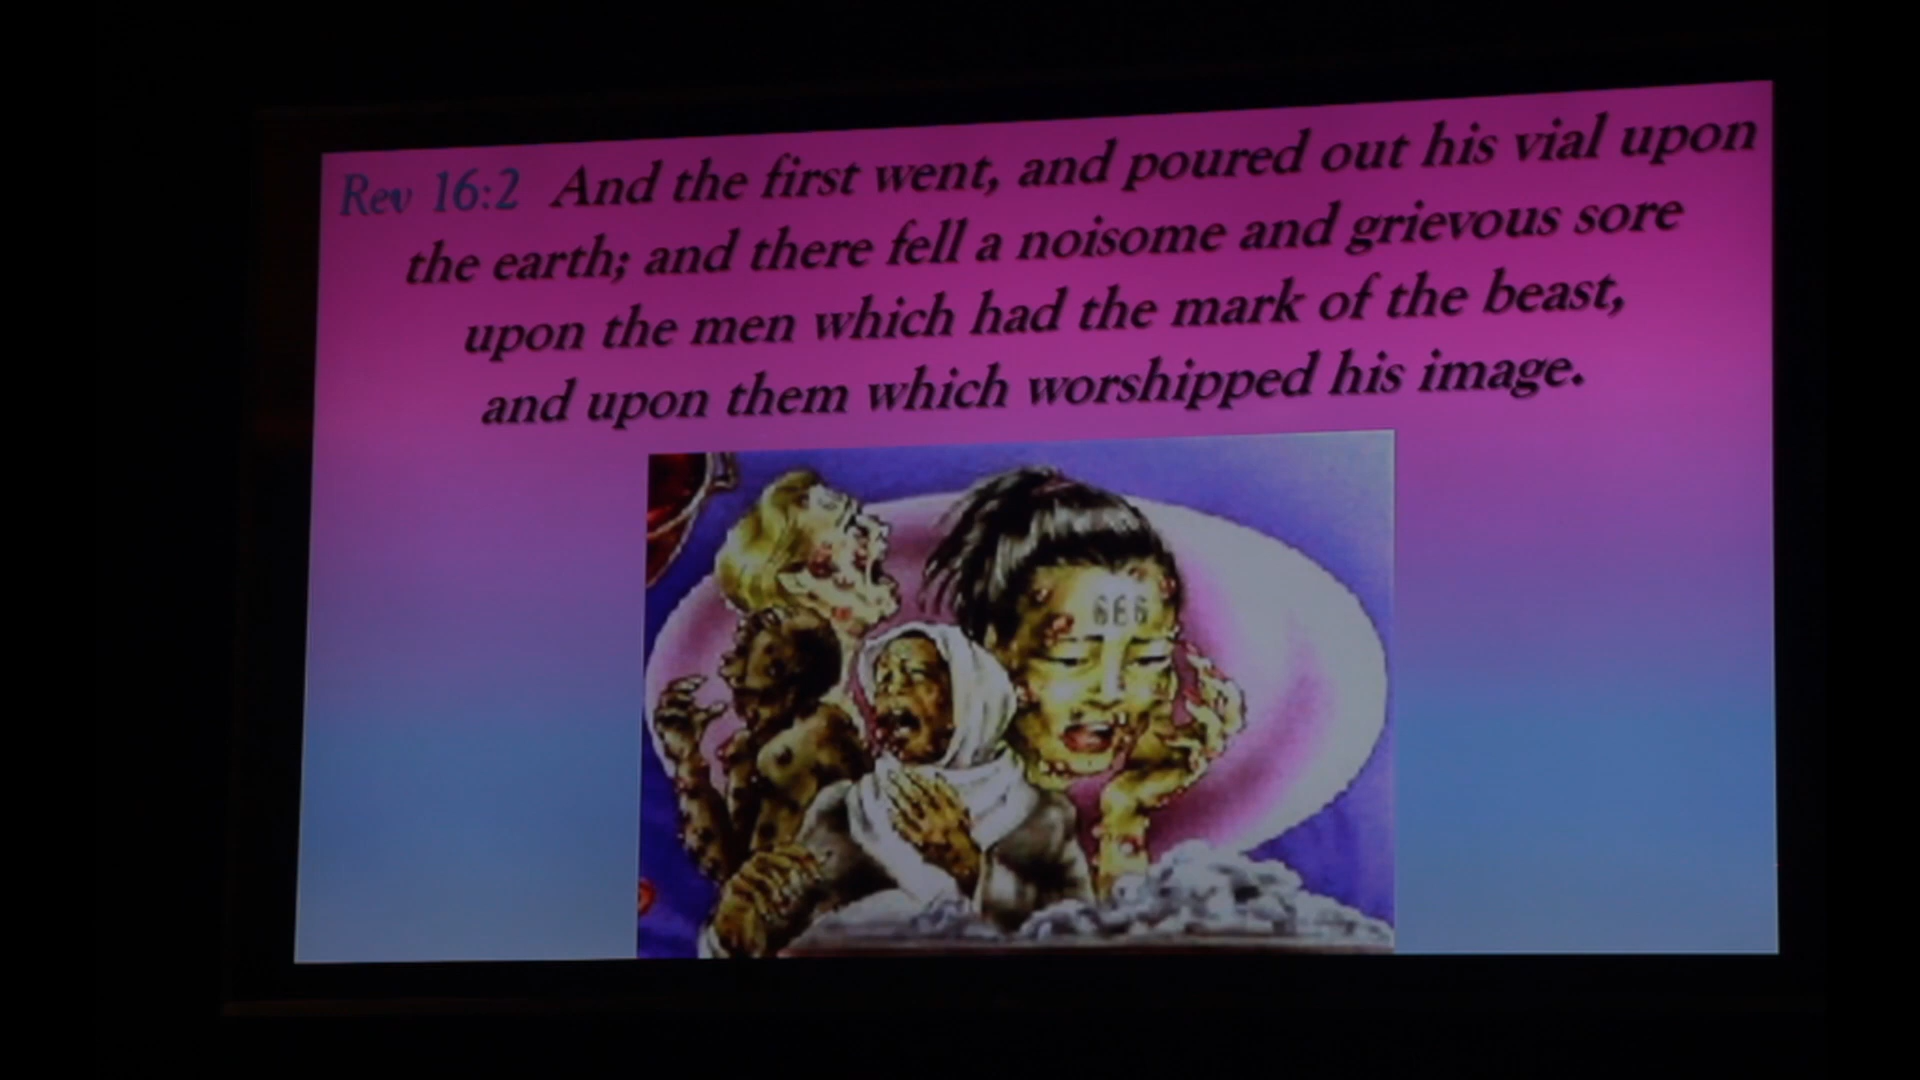 Rev 16:2 And the first went, and poured out his vial upon
the earth; and there fell a noisome and grievous sore
upon the men which had the mark of the beast,
and upon them which worshipped his image.
666